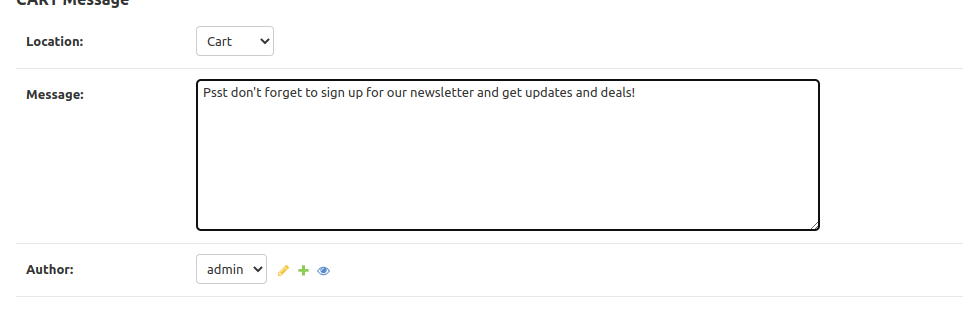 CART Message
Location:
Cart
Message:
Psst don't forget to sign up for our newsletter and get updates and deals!
Author:
admin